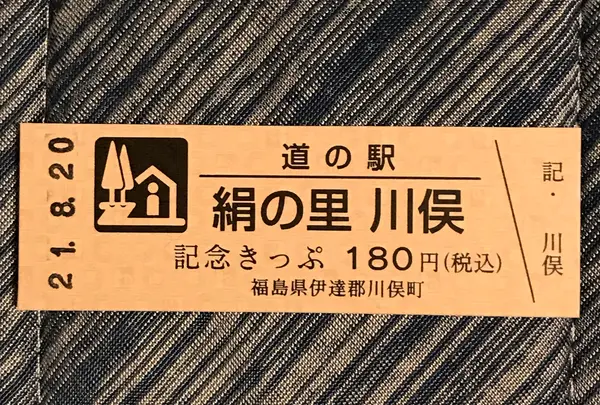 21.8.20
道の駅
絹の里 川俣
記念きっぷ 180円(税込)
福島県伊達郡川俣町
記・川俣